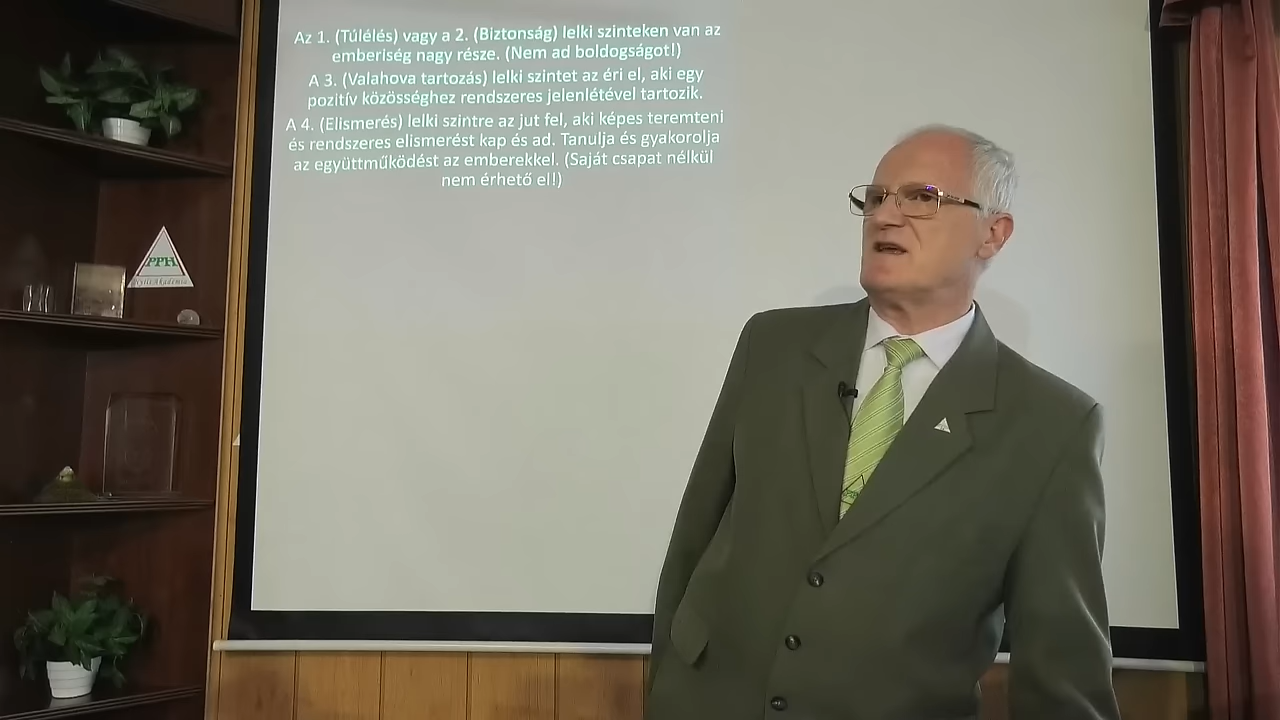 Az 1. (Túlélés) vagy a 2. (Biztonság) lelki szinteken van az
emberiség nagy része. (Nem ad boldogságot!)
A 3. (Valahova tartozás) lelki szintet az éri el, aki egy
pozitív közösséghez rendszeres jelenlétével tartozik.
A 4. (Elismerés) lelki szintre az jut fel, aki képes teremteni
és rendszeres elismerést kap és ad. Tanulja és gyakorolja
az együttműködést az emberekkel. (Saját csapat nélkül
nem érhető el!)
PPH
PPH